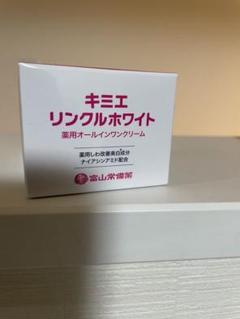 キミエ
リンクルホワイト
薬用オールインワンクリーム
薬用しわ改善美白成分
ナイアシンアミド配合
富山常備薬